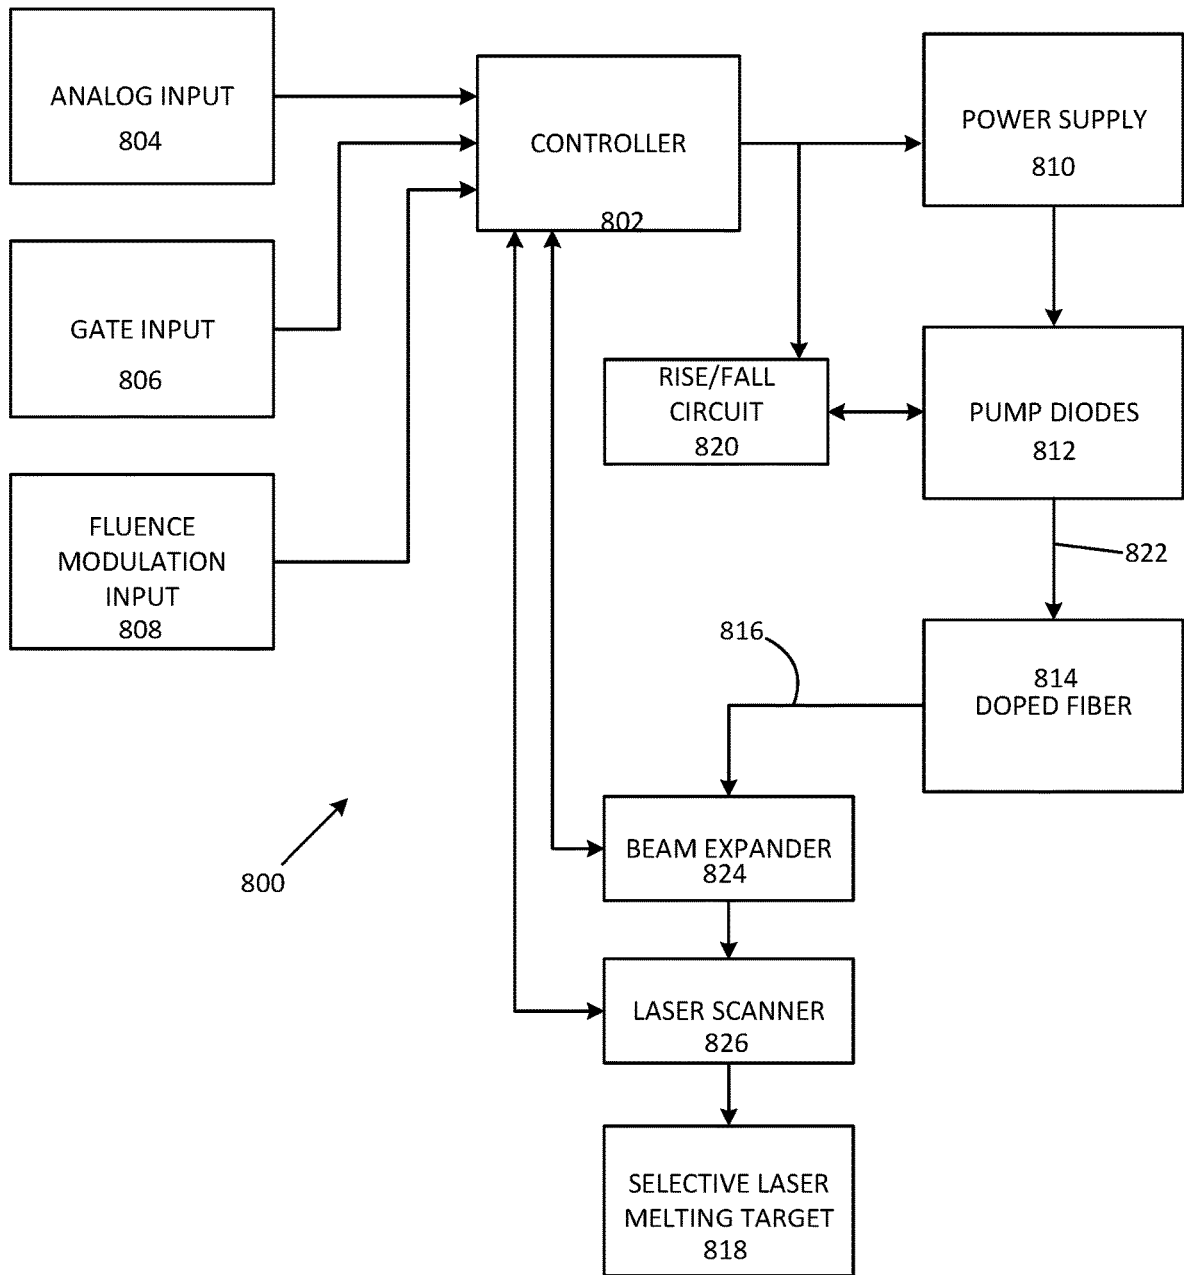 ANALOG INPUT
804
CONTROLLER
802
POWER SUPPLY
810
GATE INPUT
806
RISE/FALL
CIRCUIT
820
PUMP DIODES
812
FLUENCE
MODULATION
INPUT
808
822
816
814
DOPED FIBER
800
BEAM EXPANDER
824
LASER SCANNER
826
SELECTIVE LASER
MELTING TARGET
818